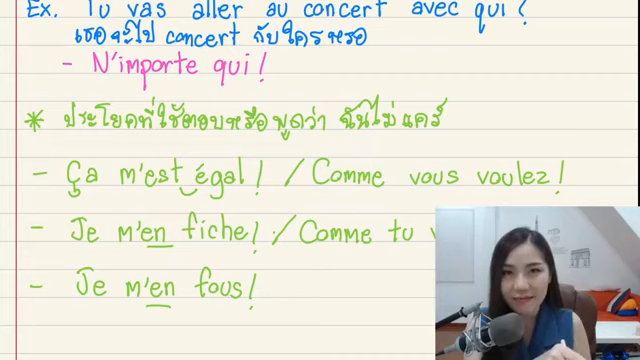 Ex. Tu vas aller au concert avec qui ?
เธอจะไป concert กับใครหรอ
- N'importe qui !
* ประโยคที่ใช้ตอบหรือพูดว่า ฉันไม่แคร์
- Ça m'est égal ! / Comme vous voulez !
- Je m'en fiche ! / Comme tu
- Je m'en fous !